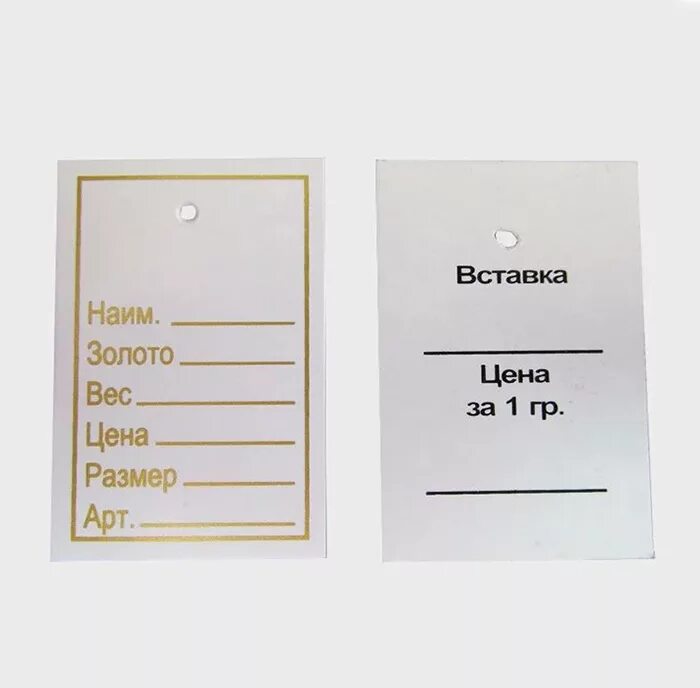 Наим.
Золото
Вес
Цена
Размер
Арт.
Вставка
Цена
за 1 гр.